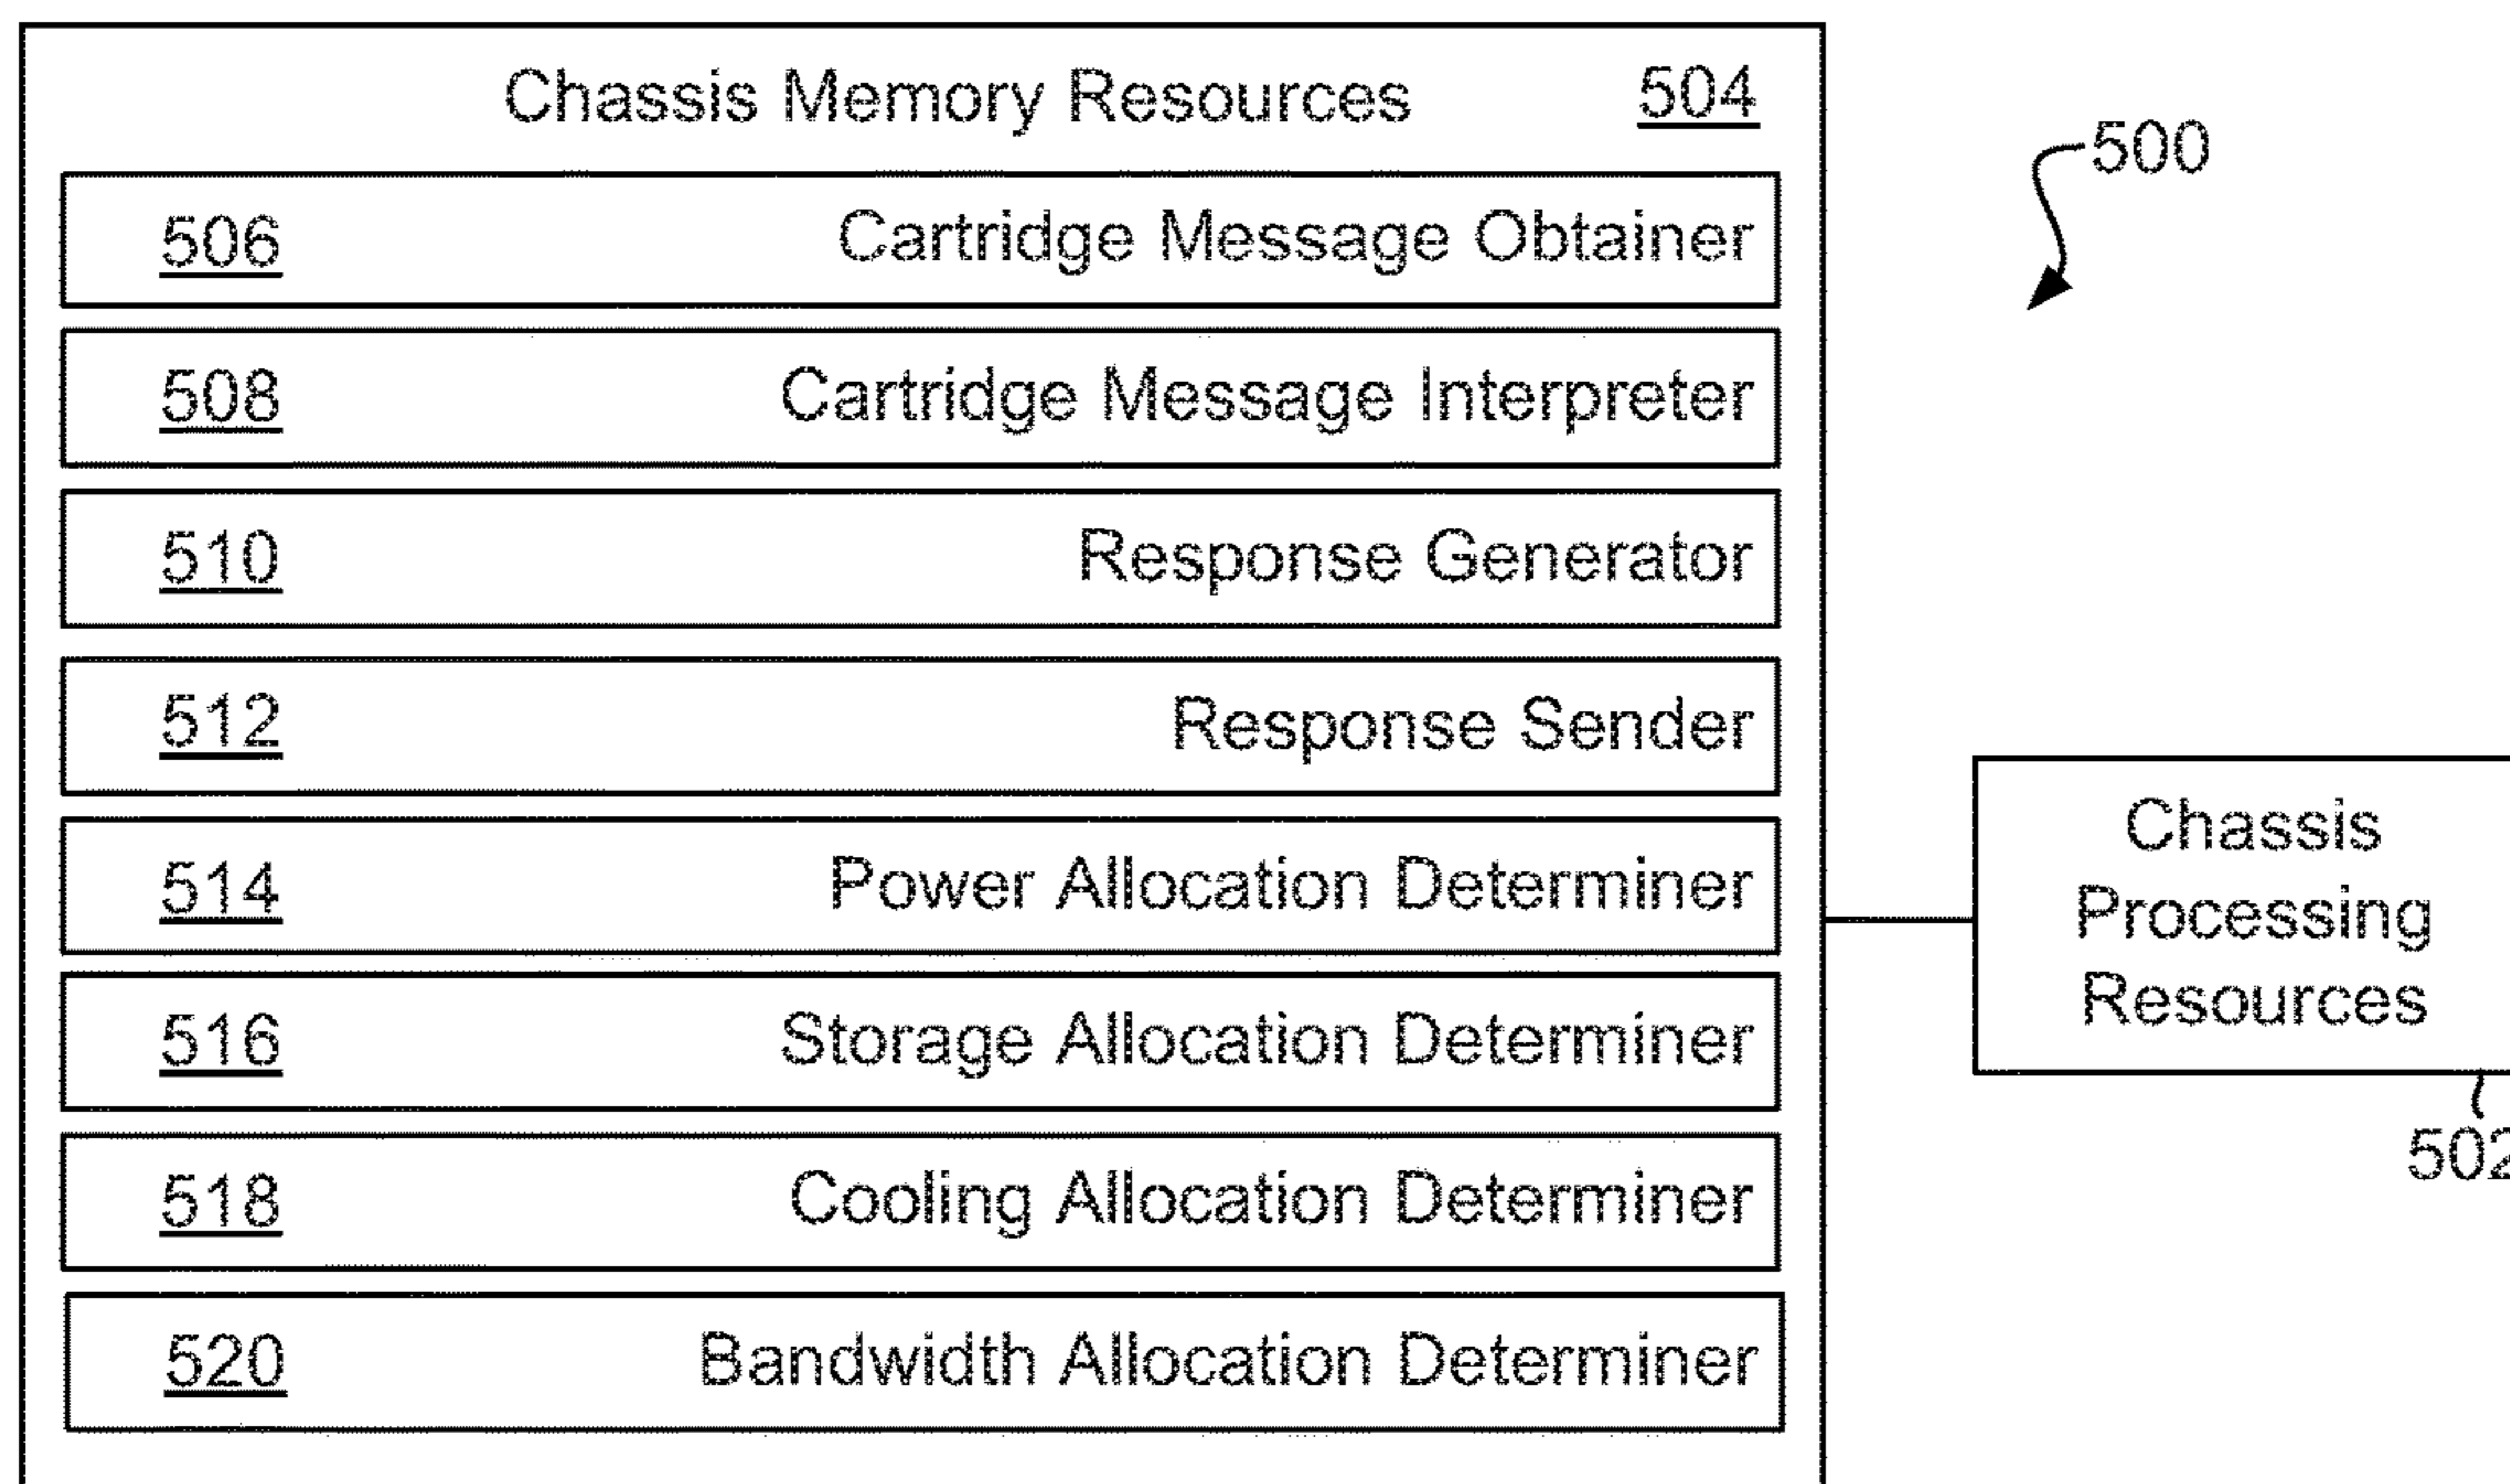 Chassis Memory Resources 504
500
506 Cartridge Message Obtainer
508 Cartridge Message Interpreter
510 Response Generator
512 Response Sender
514 Power Allocation Determiner
Chassis
Processing
Resources
502
516 Storage Allocation Determiner
518 Cooling Allocation Determiner
520 Bandwidth Allocation Determiner